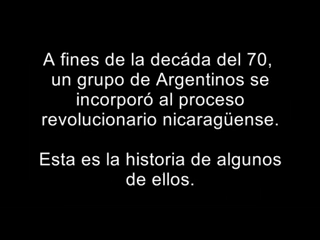 A fines de la decáda del 70,
un grupo de Argentinos se
incorporó al proceso
revolucionario nicaragüense.
Esta es la historia de algunos
de ellos.